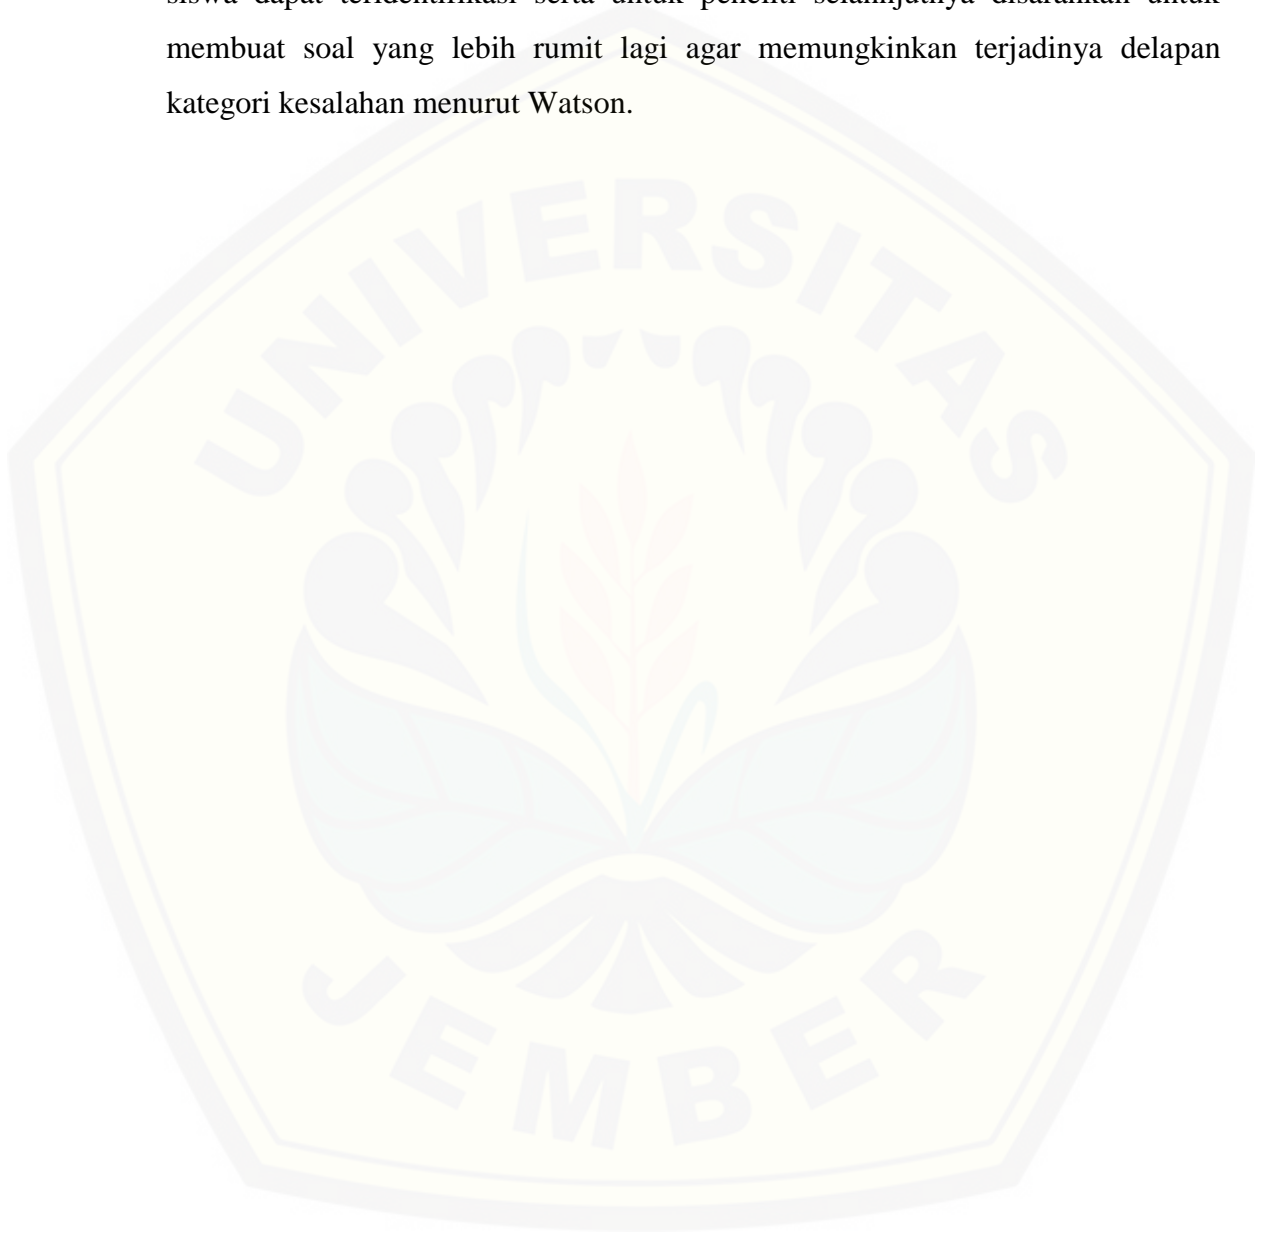 siswa dapat teridentifikasi serta untuk peneliti selanjutnya disarankan untuk
membuat soal yang lebih rumit lagi agar memungkinkan terjadinya delapan
kategori kesalahan menurut Watson.
UNIVERSITAS
JEMBER